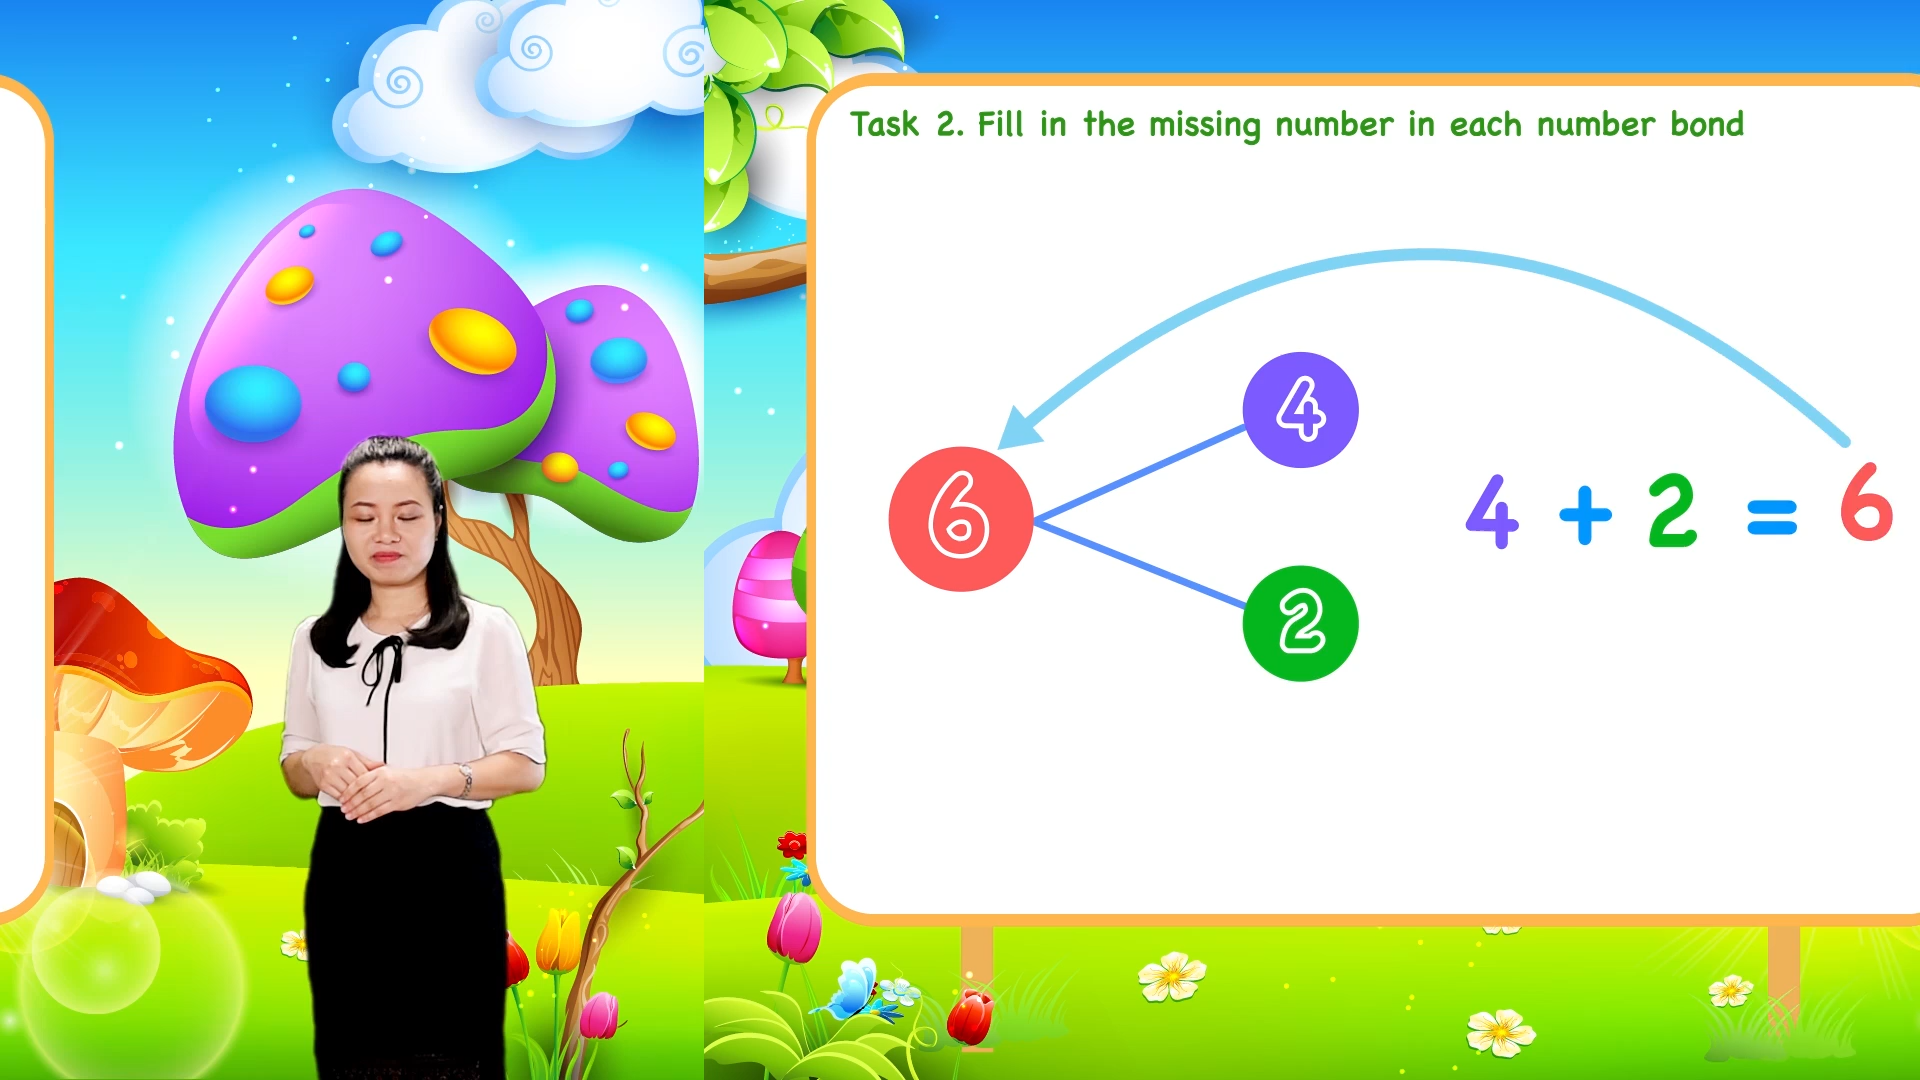 Task 2. Fill in the missing number in each number bond
4
6
2
4 + 2 = 6